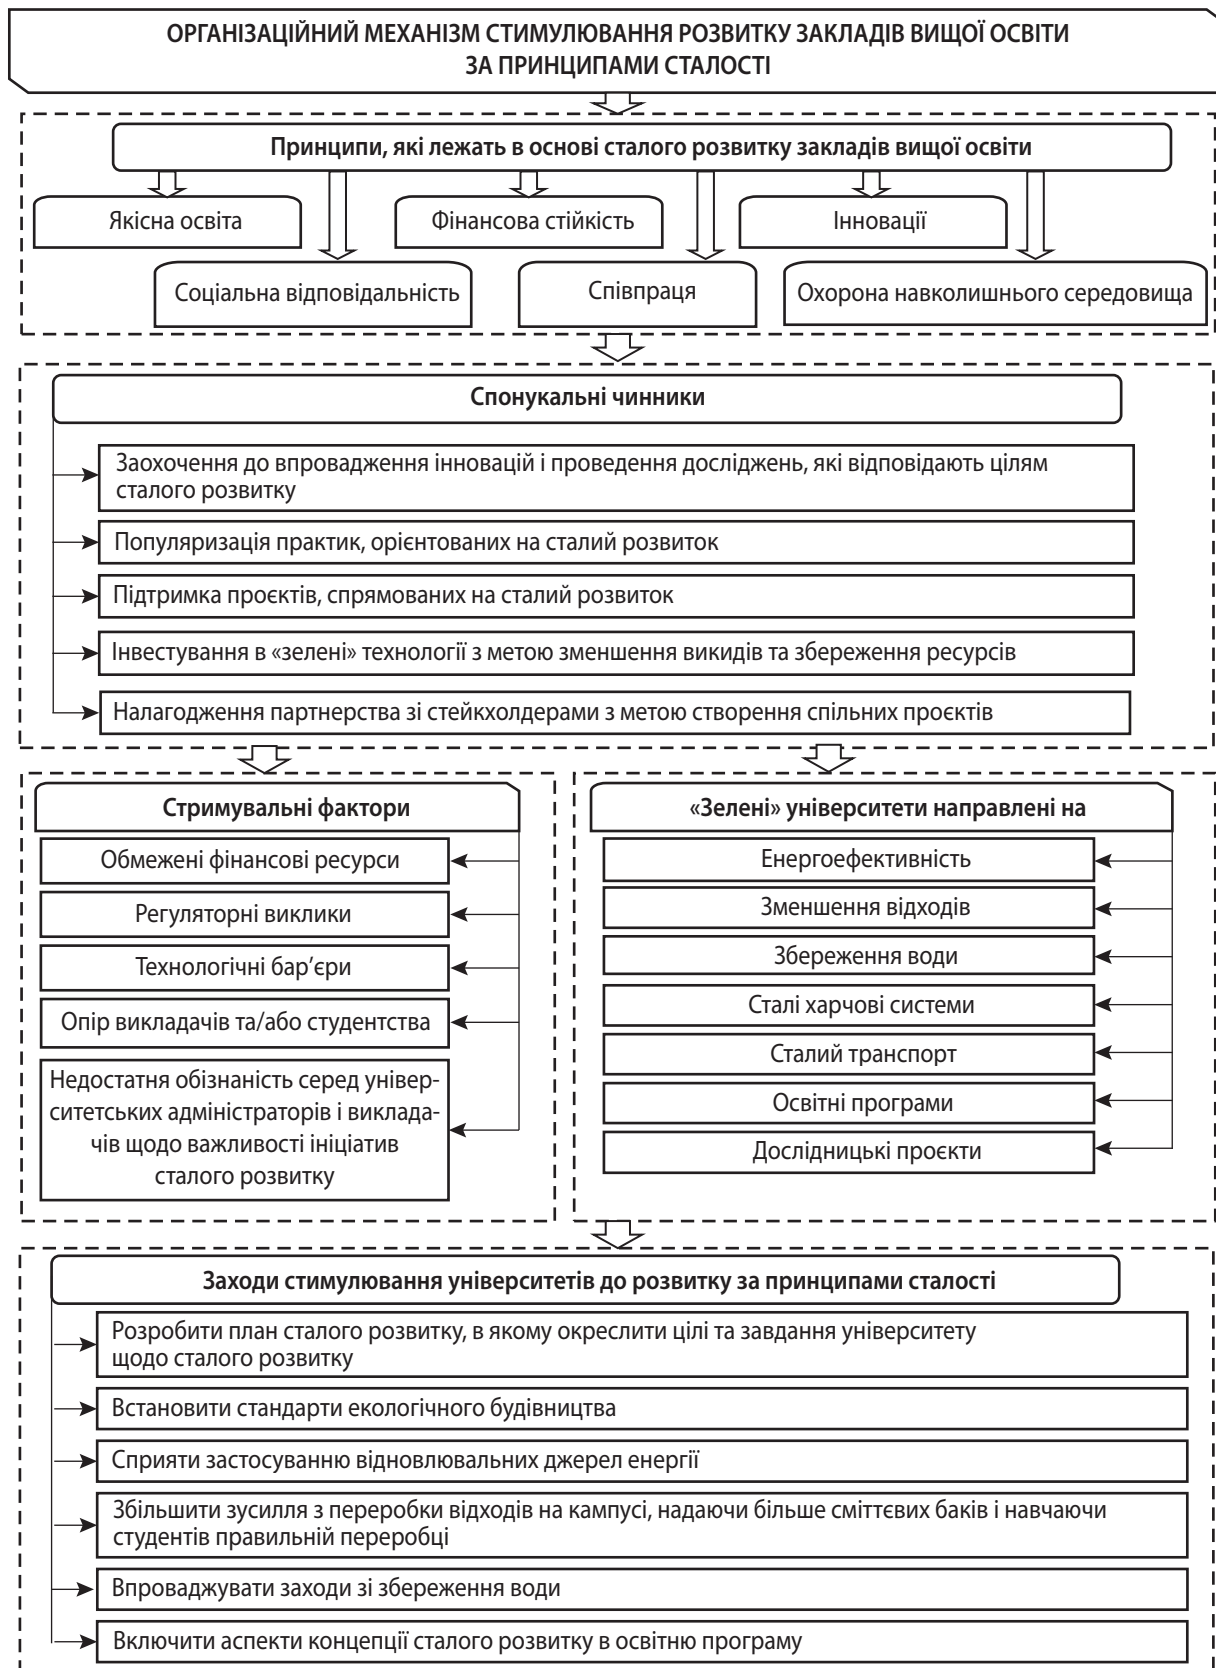 ОРГАНІЗАЦІЙНИЙ МЕХАНІЗМ СТИМУЛЮВАННЯ РОЗВИТКУ ЗАКЛАДІВ ВИЩОЇ ОСВІТИ
ЗА ПРИНЦИПАМИ СТАЛОСТІ
Принципи, які лежать в основі сталого розвитку закладів вищої освіти
Якісна освіта
Фінансова стійкість
Інновації
Соціальна відповідальність
Співпраця
Охорона навколишнього середовища
Спонукальні чинники
Заохочення до впровадження інновацій і проведення досліджень, які відповідають цілям
сталого розвитку
Популяризація практик, орієнтованих на сталий розвиток
Підтримка проєктів, спрямованих на сталий розвиток
Інвестування в «зелені» технології з метою зменшення викидів та збереження ресурсів
Налагодження партнерства зі стейкхолдерами з метою створення спільних проєктів
Стримувальні фактори
Обмежені фінансові ресурси
Регуляторні виклики
Технологічні бар’єри
Опір викладачів та/або студентства
Недостатня обізнаність серед універ-
ситетських адміністраторів і виклада-
чів щодо важливості ініціатив
сталого розвитку
«Зелені» університети направлені на
Енергоефективність
Зменшення відходів
Збереження води
Сталі харчові системи
Сталий транспорт
Освітні програми
Дослідницькі проєкти
Заходи стимулювання університетів до розвитку за принципами сталості
Розробити план сталого розвитку, в якому окреслити цілі та завдання університету
щодо сталого розвитку
Встановити стандарти екологічного будівництва
Сприяти застосуванню відновлювальних джерел енергії
Збільшити зусилля з переробки відходів на кампусі, надаючи більше сміттєвих баків і навчаючи
студентів правильній переробці
Впроваджувати заходи зі збереження води
Включити аспекти концепції сталого розвитку в освітню програму